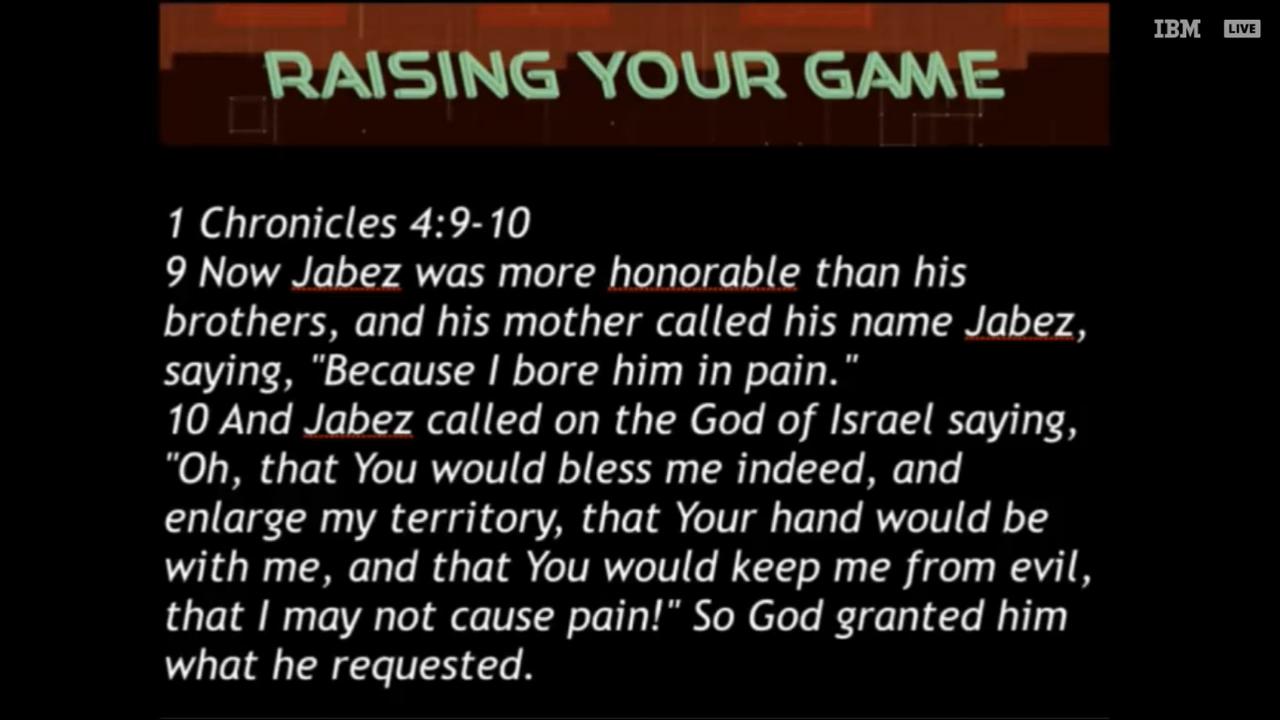 IBM LIVE
RAISING YOUR GAME
1 Chronicles 4:9-10
9 Now Jabez was more honorable than his
brothers, and his mother called his name Jabez,
saying, "Because I bore him in pain."
10 And Jabez called on the God of Israel saying,
"Oh, that You would bless me indeed, and
enlarge my territory, that Your hand would be
with me, and that You would keep me from evil,
that I may not cause pain!" So God granted him
what he requested.